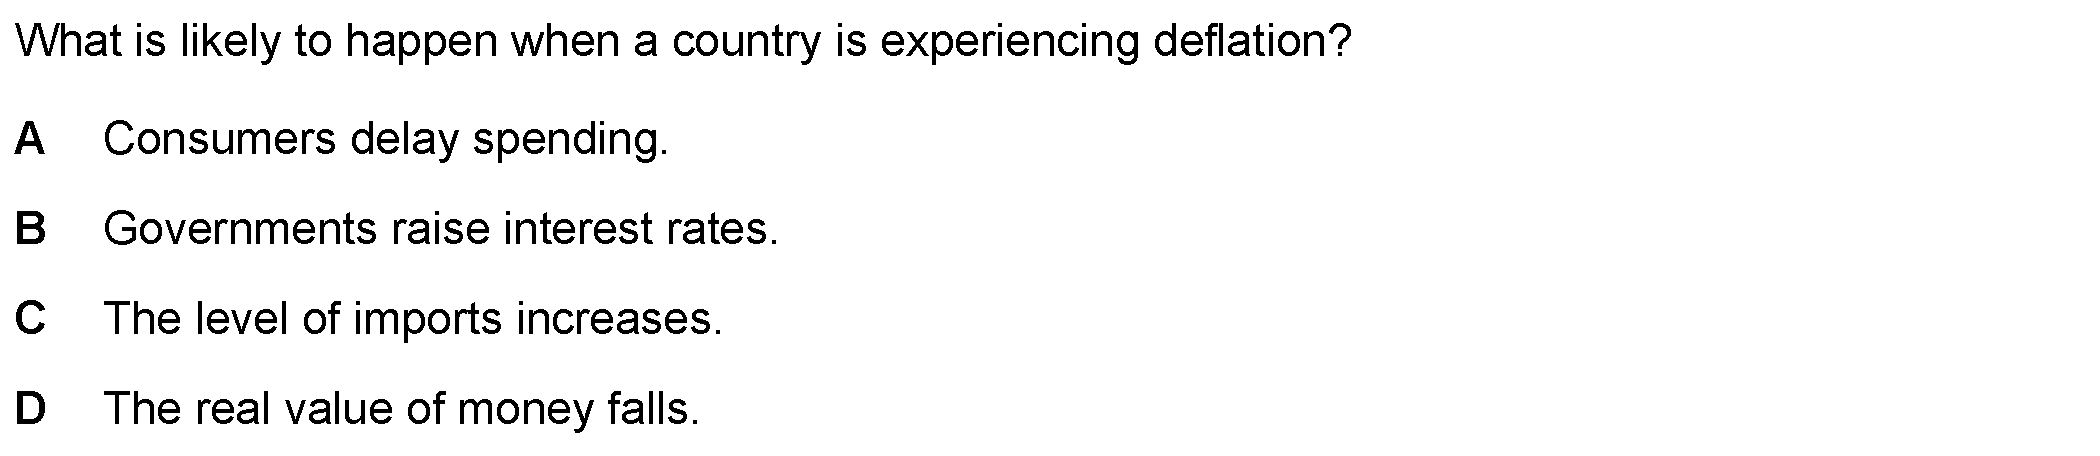 What is likely to happen when a country is experiencing deflation?
A Consumers delay spending.
B Governments raise interest rates.
C The level of imports increases.
D The real value of money falls.